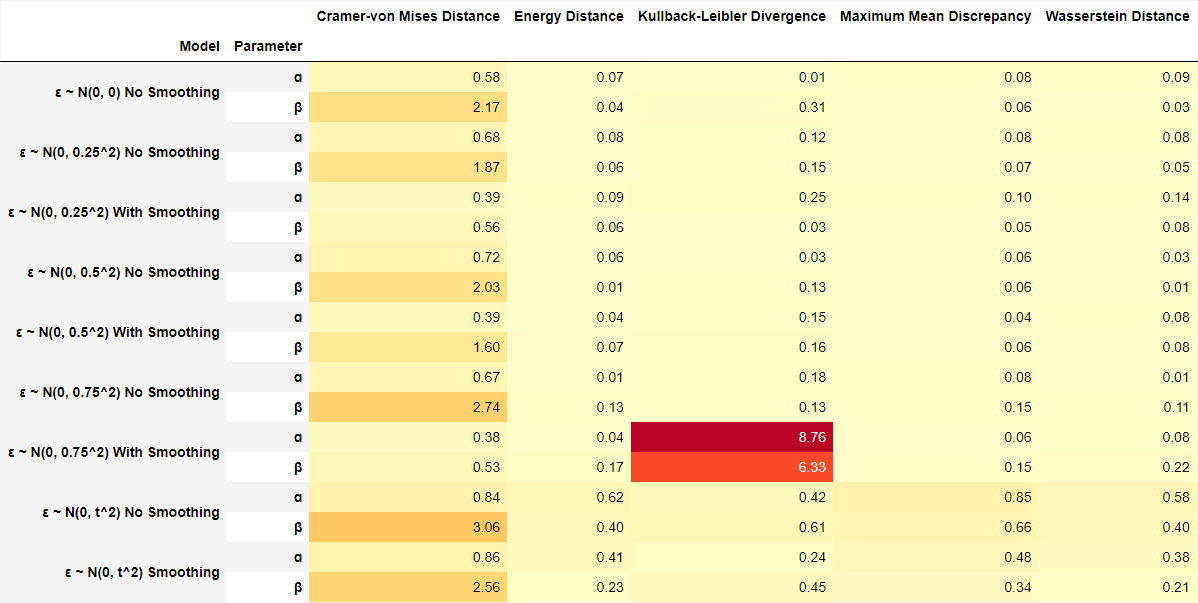 Cramer-von Mises Distance Energy Distance Kullback-Leibler Divergence Maximum Mean Discrepancy Wasserstein Distance
Model Parameter
ε ~ N(0, 0) No Smoothing α 0.58 0.07 0.01 0.08 0.09
β 2.17 0.04 0.31 0.06 0.03
ε ~ N(0, 0.25^2) No Smoothing α 0.68 0.08 0.12 0.08 0.08
β 1.87 0.06 0.15 0.07 0.05
ε ~ N(0, 0.25^2) With Smoothing α 0.39 0.09 0.25 0.10 0.14
β 0.56 0.06 0.03 0.05 0.08
ε ~ N(0, 0.5^2) No Smoothing α 0.72 0.06 0.03 0.06 0.03
β 2.03 0.01 0.13 0.06 0.01
ε ~ N(0, 0.5^2) With Smoothing α 0.39 0.04 0.15 0.04 0.08
β 1.60 0.07 0.16 0.06 0.08
ε ~ N(0, 0.75^2) No Smoothing α 0.67 0.01 0.18 0.08 0.01
β 2.74 0.13 0.13 0.15 0.11
ε ~ N(0, 0.75^2) With Smoothing α 0.38 0.04 8.76 0.06 0.08
β 0.53 0.17 6.33 0.15 0.22
ε ~ N(0, t^2) No Smoothing α 0.84 0.62 0.42 0.85 0.58
β 3.06 0.40 0.61 0.66 0.40
ε ~ N(0, t^2) Smoothing α 0.86 0.41 0.24 0.48 0.38
β 2.56 0.23 0.45 0.34 0.21